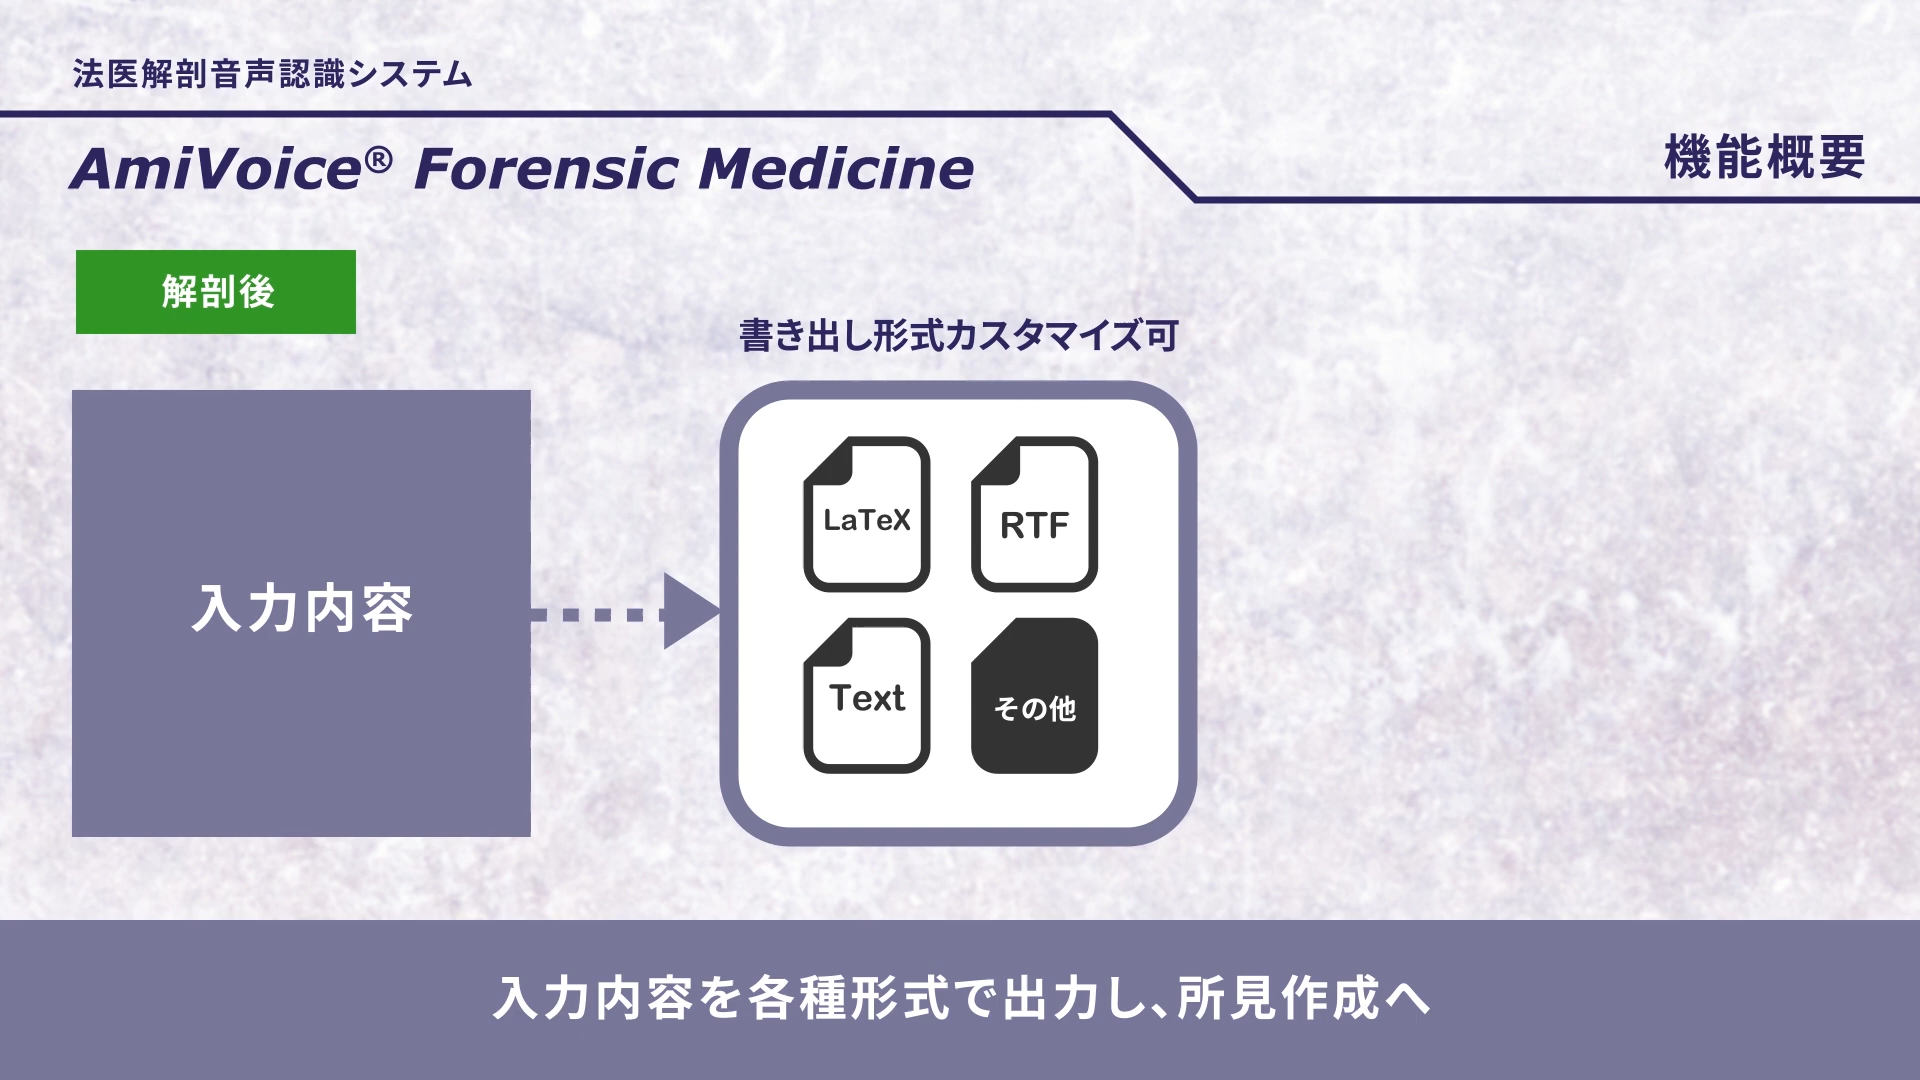 法医解剖音声認識システム
AmiVoice® Forensic Medicine
機能概要
解剖後
書き出し形式カスタマイズ可
入力内容
LaTeX
RTF
Text
その他
入力内容を各種形式で出力し、所見作成へ